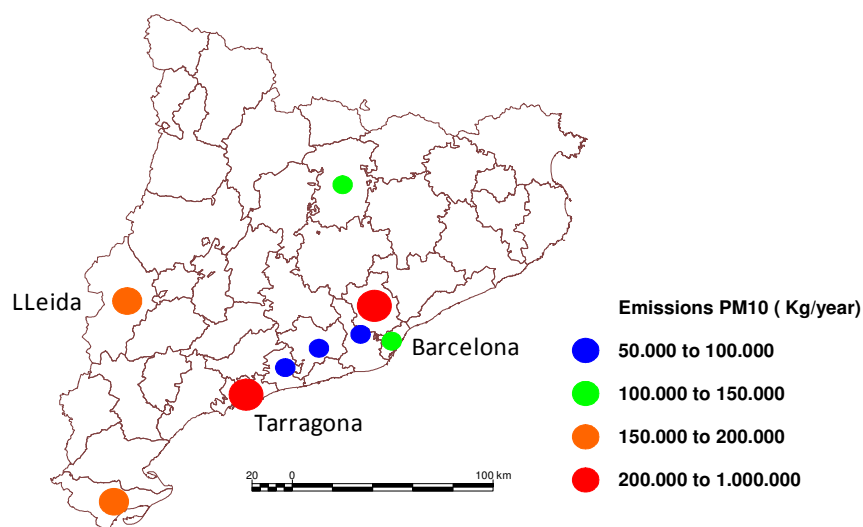 LLeida
Barcelona
Tarragona
20 0 100 km
Emissions PM10 ( Kg/year)
50.000 to 100.000
100.000 to 150.000
150.000 to 200.000
200.000 to 1.000.000